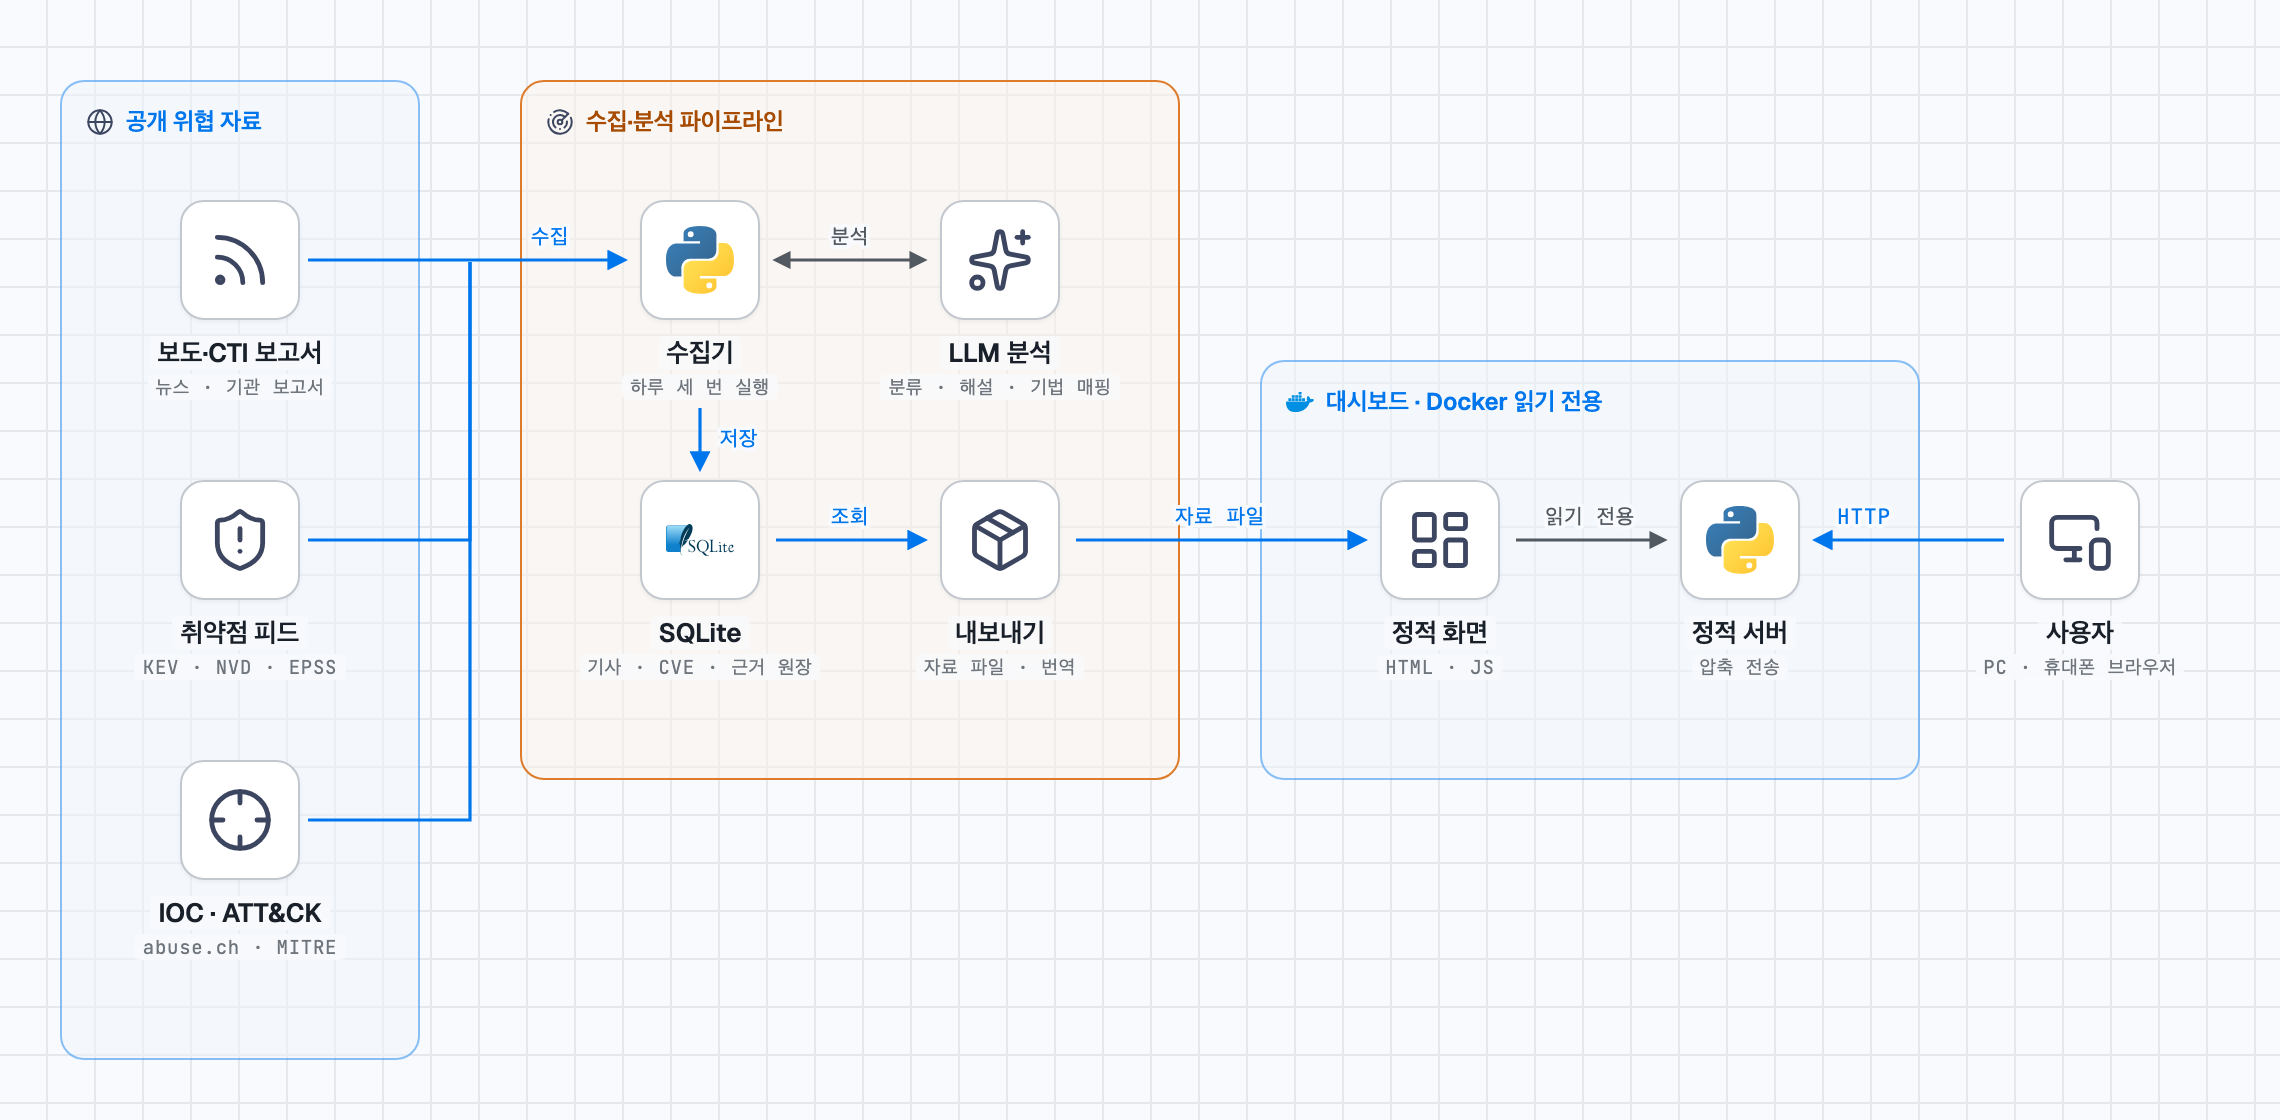 공개 위협 자료
수집·분석 파이프라인
수집
분석
보도·CTI 보고서
뉴스 · 기관 보고서
수집기
하루 세 번 실행
LLM 분석
분류 · 해설 · 기법 매핑
저장
대시보드 · Docker 읽기 전용
취약점 피드
KEV · NVD · EPSS
SQLite
조회
SQLite
기사 · CVE · 근거 원장
내보내기
자료 파일 · 번역
자료 파일
정적 화면
HTML · JS
읽기 전용
정적 서버
압축 전송
HTTP
사용자
PC · 휴대폰 브라우저
IOC · ATT&CK
abuse.ch · MITRE